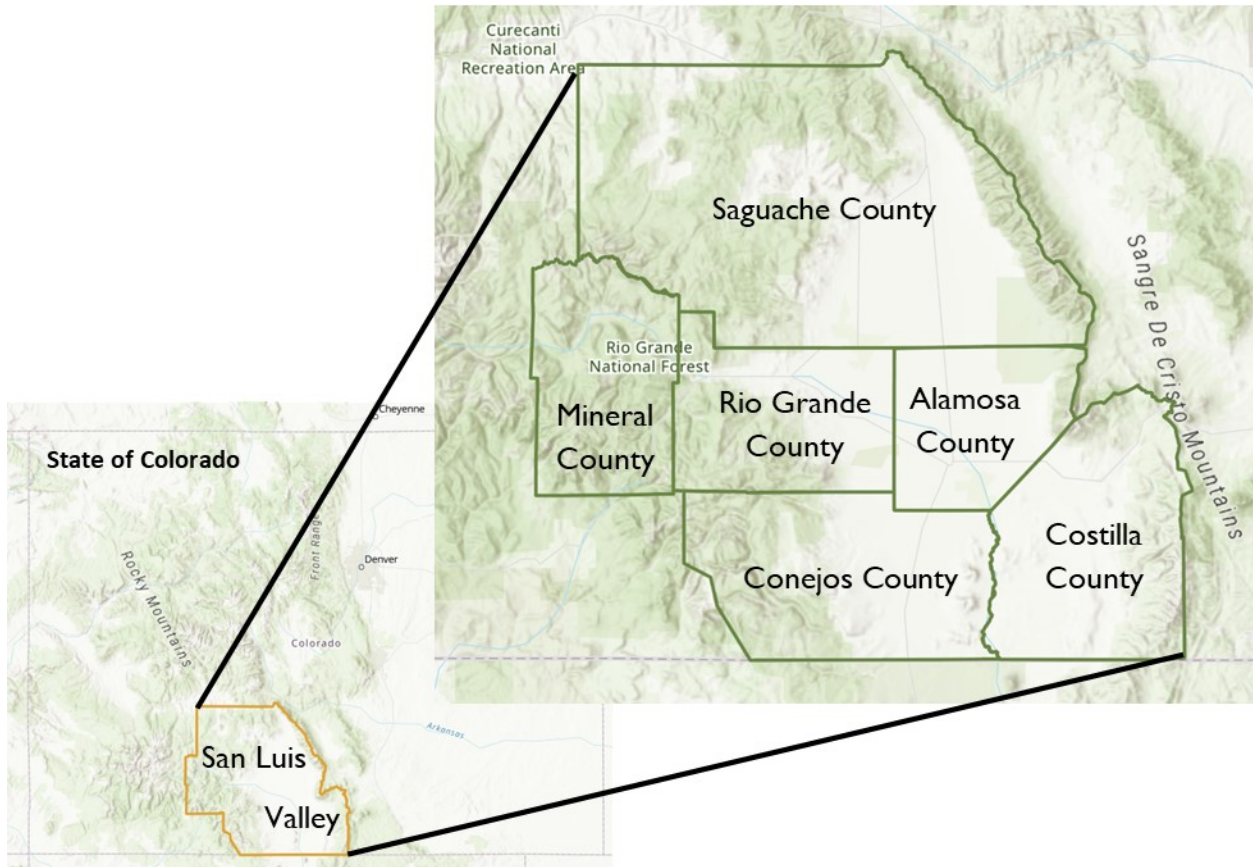 Curecanti
National
Recreation Area
Saguache County
Sangre De Cristo Mountains
Rio Grande
National Forest
Mineral
County
Rio Grande
County
Alamosa
County
Conejos County
Costilla
County
Cheyenne
State of Colorado
Front Range
Denver
Rocky Mountains
Colorado
Arkansas
San Luis
Valley